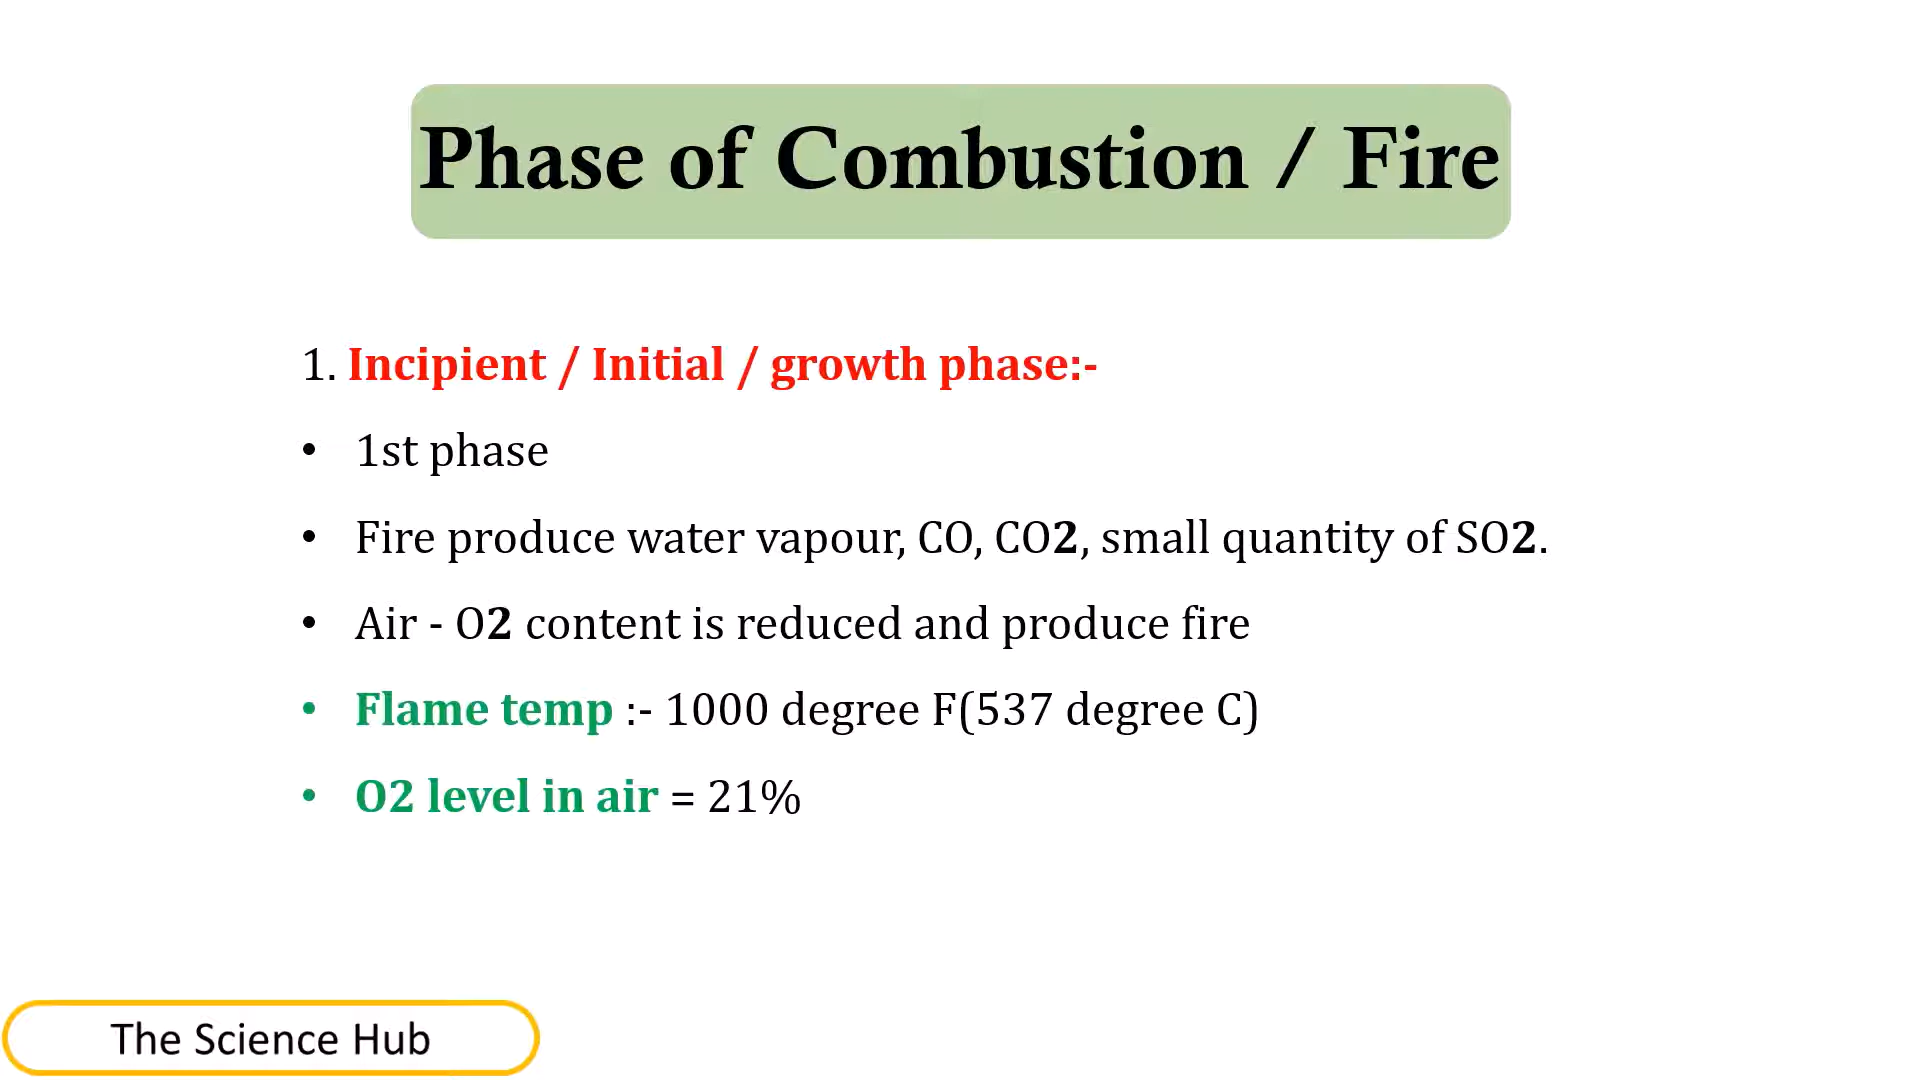 Phase of Combustion / Fire
1. Incipient / Initial / growth phase:-
• 1st phase
• Fire produce water vapour, CO, CO2, small quantity of SO2.
• Air - O2 content is reduced and produce fire
• Flame temp :- 1000 degree F(537 degree C)
• O2 level in air = 21%
The Science Hub